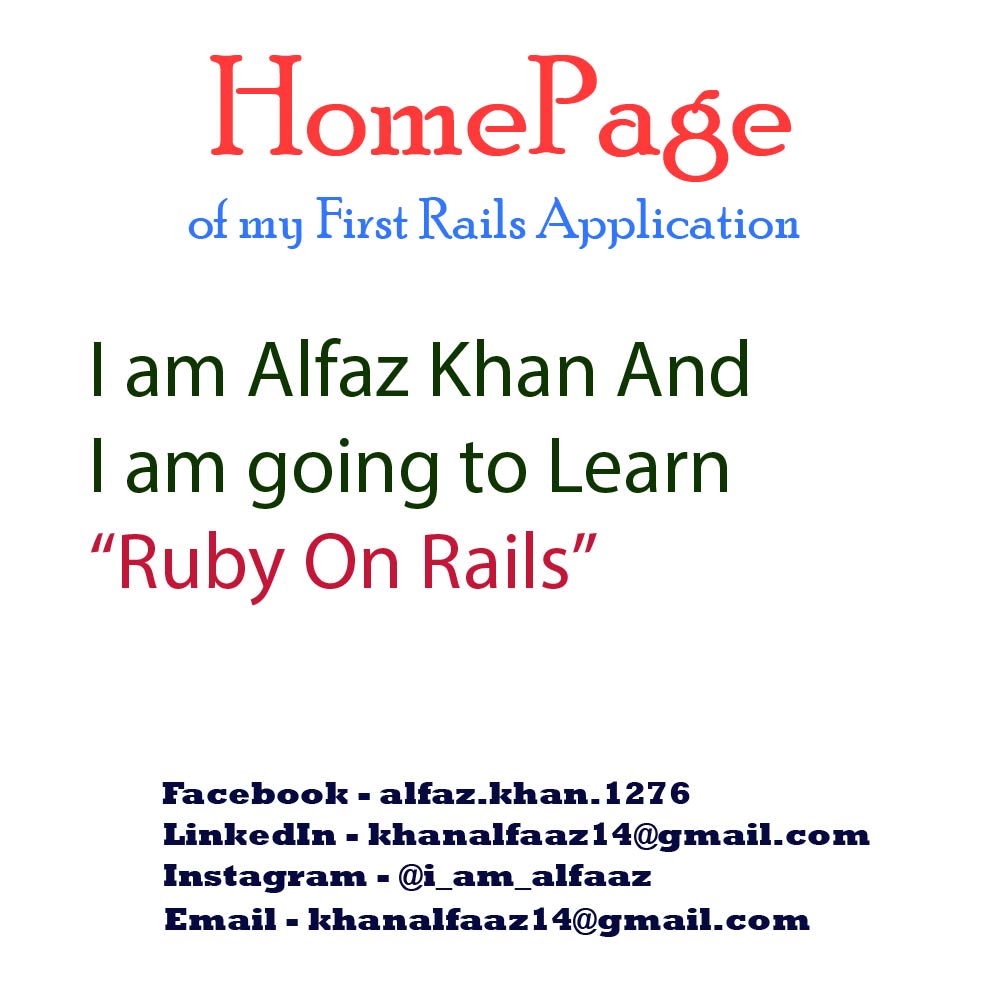 HomePage
of my First Rails Application
I am Alfaz Khan And
I am going to Learn
“Ruby On Rails”
Facebook - alfaz.khan.1276
LinkedIn - khanalfaaz14@gmail.com
Instagram - @i_am_alfaaz
Email - khanalfaaz14@gmail.com